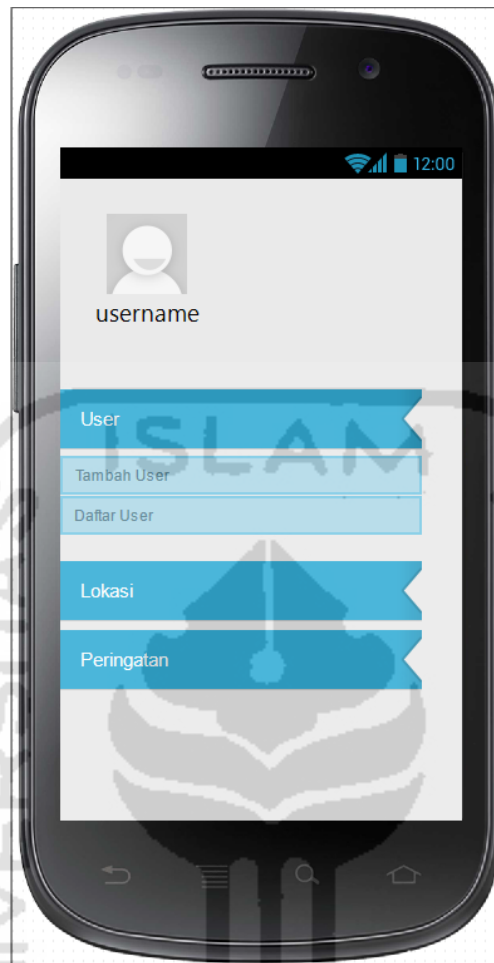 12:00
username
User
ISLAM
Tambah User
Daftar User
Lokasi
Peringatan